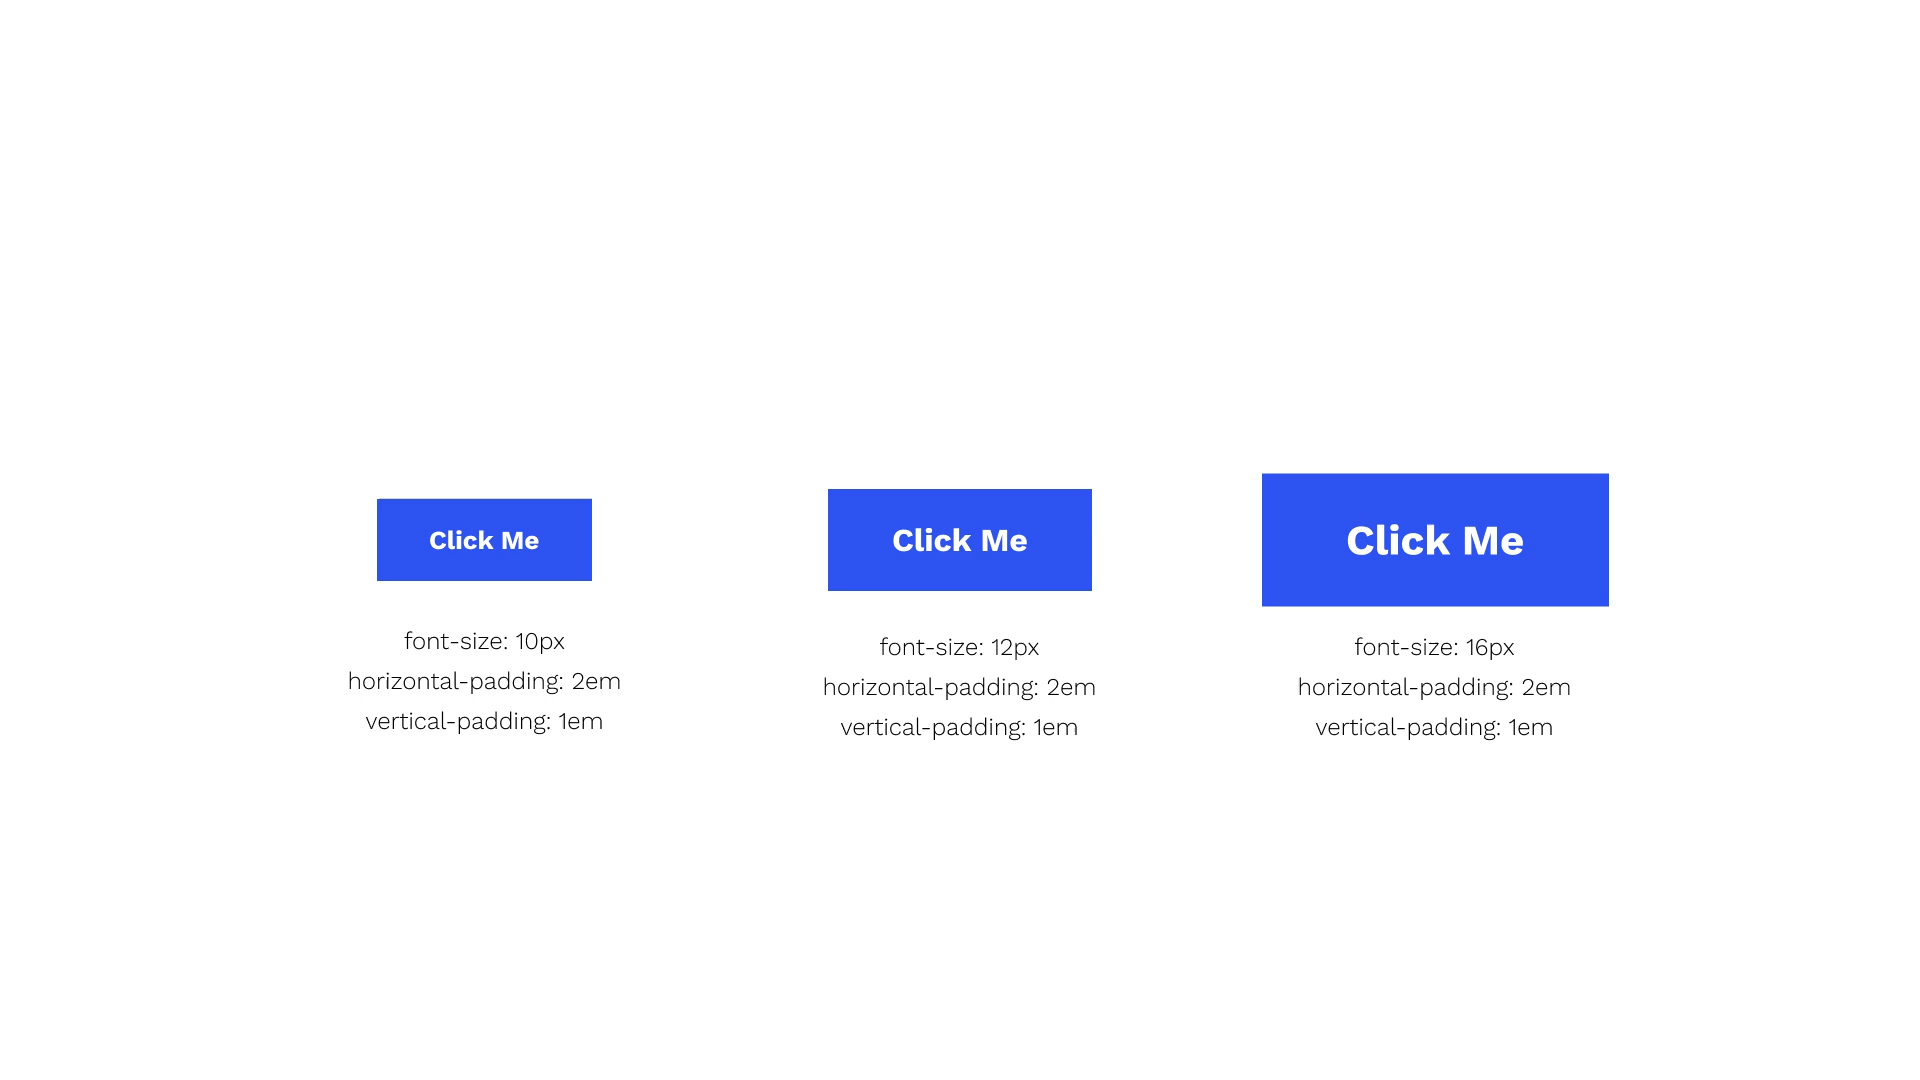 Click Me
font-size: 10px
horizontal-padding: 2em
vertical-padding: 1em
Click Me
font-size: 12px
horizontal-padding: 2em
vertical-padding: 1em
Click Me
font-size: 16px
horizontal-padding: 2em
vertical-padding: 1em